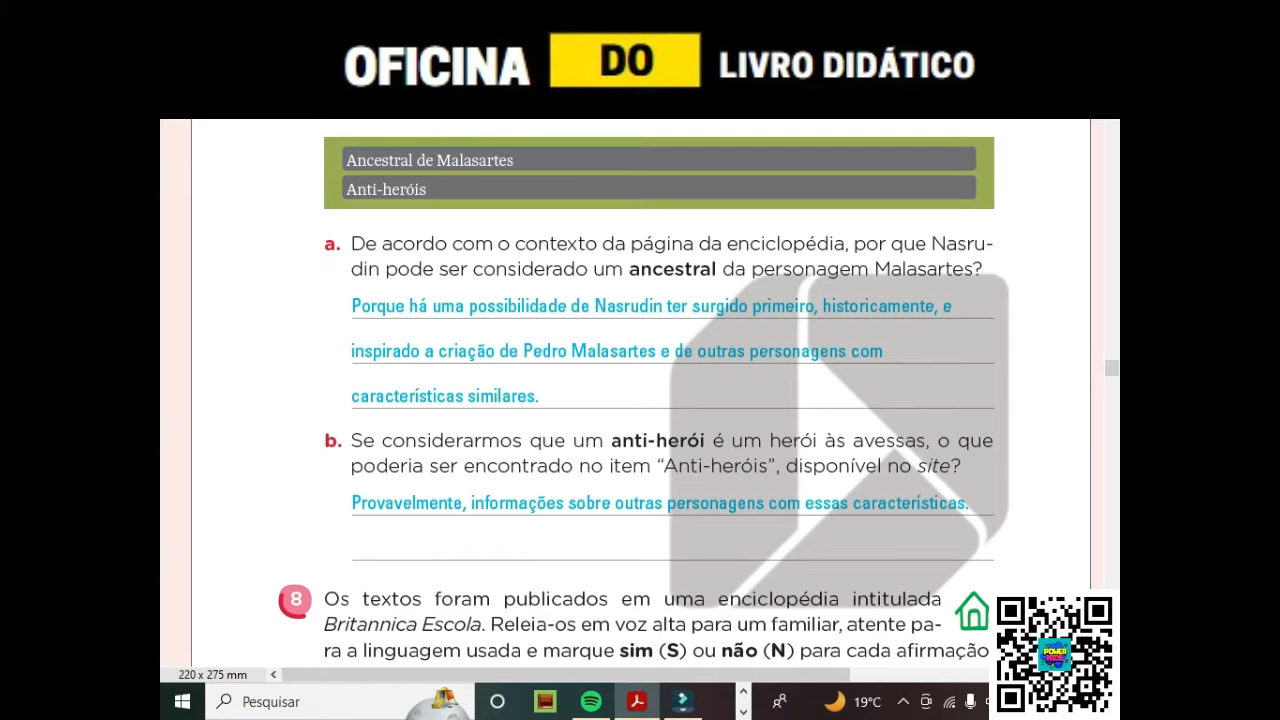 OFICINA DO LIVRO DIDÁTICO
Ancestral de Malasartes
Anti-heróis
a. De acordo com o contexto da página da enciclopédia, por que Nasru-
din pode ser considerado um ancestral da personagem Malasartes?
Porque há uma possibilidade de Nasrudin ter surgido primeiro, historicamente, e
inspirado a criação de Pedro Malasartes e de outras personagens com
características similares.
b. Se considerarmos que um anti-herói é um herói às avessas, o que
poderia ser encontrado no item “Anti-heróis”, disponível no site?
Provavelmente, informações sobre outras personagens com essas características.
8 Os textos foram publicados em uma enciclopédia intitulada
Britannica Escola. Releia-os em voz alta para um familiar, atente pa-
ra a linguagem usada e marque sim (S) ou não (N) para cada afirmação
220 x 275 mm
Pesquisar
19°C